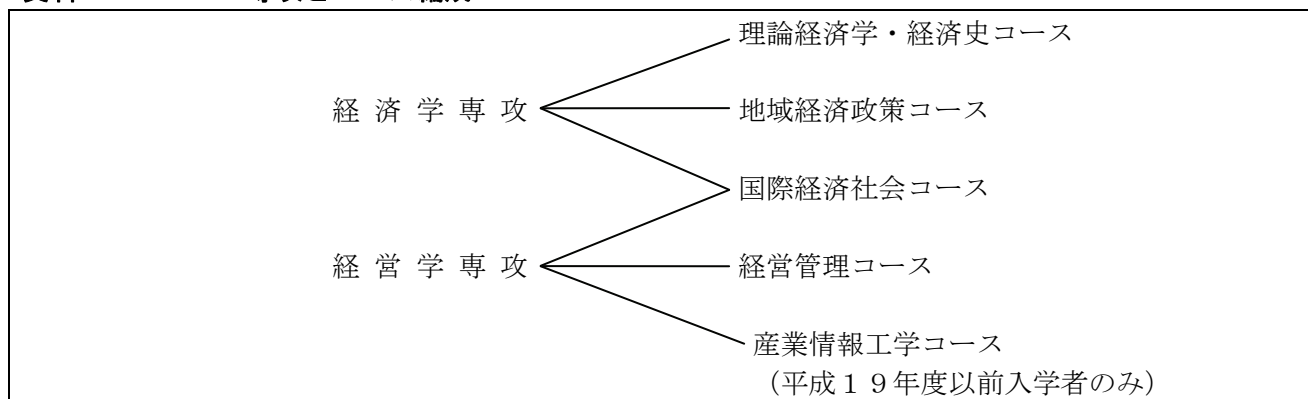 理論経済学・経済史コース
経済学専攻
地域経済政策コース
国際経済社会コース
経営学専攻
経営管理コース
産業情報工学コース
（平成１９年度以前入学者のみ）